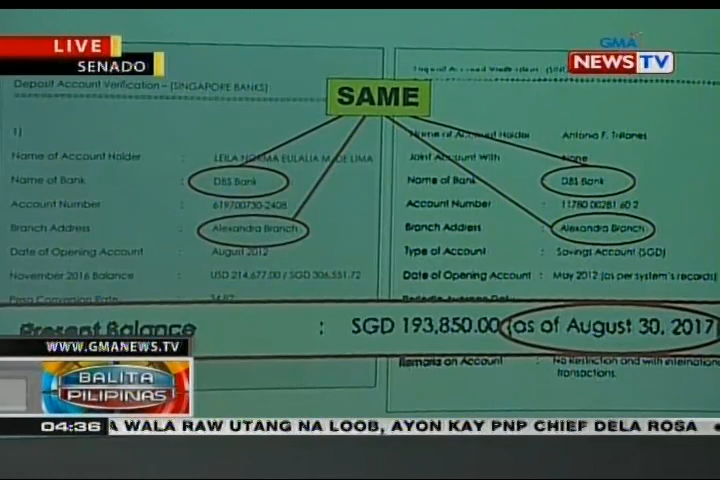 LIVE
SENADO
GMA
NEWS TV
SAME
Deposit Account Verification – (SINGAPORE BANKS)
1)
Name of Account Holder : LEILA NORMA EULALIA M DE LIMA
Name of Bank : DBS Bank
Account Number : 619700730-2408
Branch Address : Alexandra Branch
Date of Opening Account : August 2012
November 2016 Balance : USD 214,677.00 / SGD 306,551.72
Deposit Account Verification
Name of Account Holder : Antonio F. Trillanes
Joint Account With : None
Name of Bank : DBS Bank
Account Number :
Branch Address : Alexandra Branch
Type of Account : Savings Account (SGD)
Date of Opening Account : May 2012 (as per system's records)
Present Balance : SGD 193,850.00 (as of August 30, 2017
Remarks on Account : No Restriction and with internationa
transactions.
WWW.GMANEWS.TV
BALITA
PILIPINAS
04:36
A WALA RAW UTANG NA LOOB, AYON KAY PNP CHIEF DELA ROSA